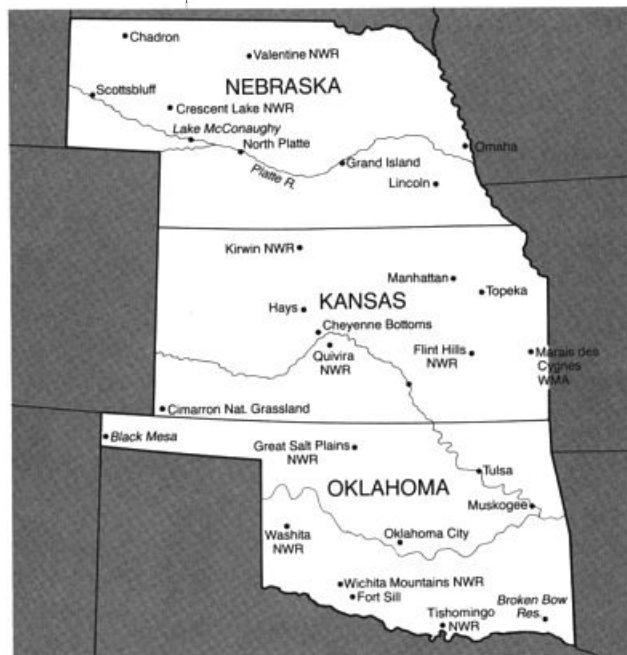 Chadron
Valentine NWR
NEBRASKA
Scottsbluff
Crescent Lake NWR
Lake McConaughy
North Platte
Platte R.
Grand Island
Omaha
Lincoln
Kirwin NWR
Manhattan
Topeka
KANSAS
Hays
Cheyenne Bottoms
Quivira
NWR
Flint Hills
NWR
Marais des
Cygnes
WMA
Cimarron Nat. Grassland
Black Mesa
Great Salt Plains
NWR
Tulsa
OKLAHOMA
Muskogee
Washita
NWR
Oklahoma City
Wichita Mountains NWR
Fort Sill
Tishomingo
NWR
Broken Bow
Res.